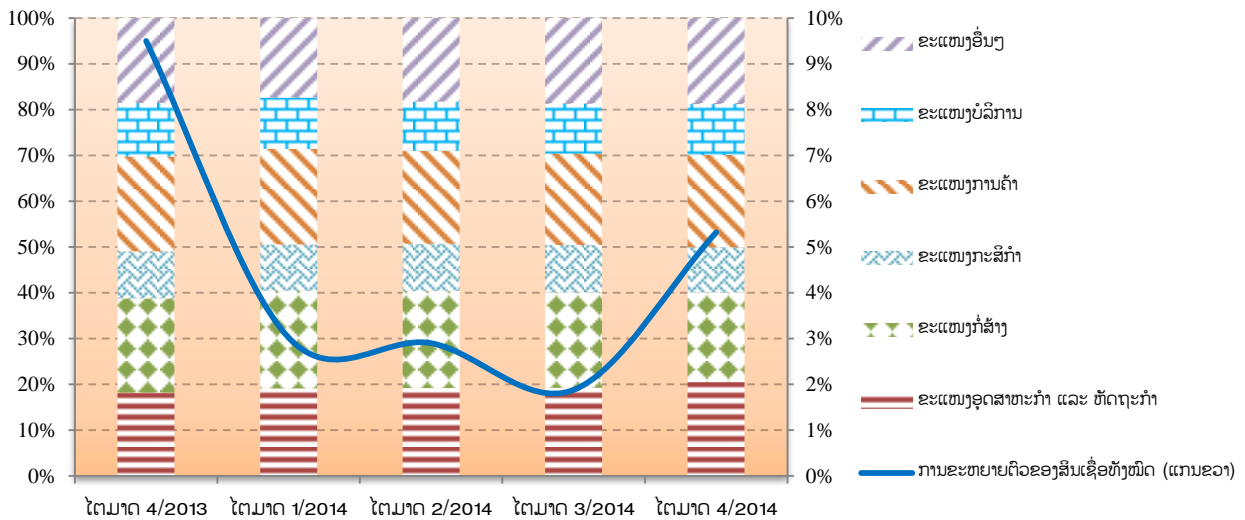 100%
90%
80%
70%
60%
50%
40%
30%
20%
10%
0%
10%
9%
8%
7%
6%
5%
4%
3%
2%
1%
0%
ໄຕມາດ 4/2013
ໄຕມາດ 1/2014
ໄຕມາດ 2/2014
ໄຕມາດ 3/2014
ໄຕມາດ 4/2014
ຂະແໜງອື່ນໆ
ຂະແໜງບໍລິການ
ຂະແໜງການຄ້າ
ຂະແໜງກະສິກໍາ
ຂະແໜງກໍ່ສ້າງ
ຂະແໜງອຸດສາຫະກໍາ ແລະ ຫັດຖະກໍາ
ການຂະຫຍາຍຕົວຂອງສິນເຊື່ອທັງໝົດ (ແກນຂວາ)